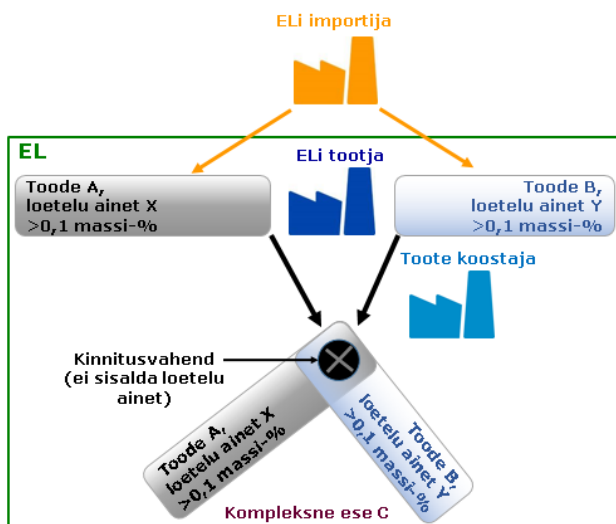 ELi importija
EL
ELi tootja
Toode A,
loetelu ainet X
>0,1 massi-%
Toode B,
loetelu ainet Y
>0,1 massi-%
Toote koostaja
Kinnitusvahend
(ei sisalda loetelu
ainet)
Toode A,
loetelu ainet X
>0,1 massi-%
Toode B,
loetelu ainet Y
>0,1 massi-%
Kompleksne ese C